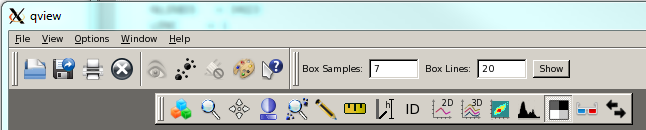 qview
File View Options Window Help
Box Samples: 7 Box Lines: 20 Show
h ID 2D 3D